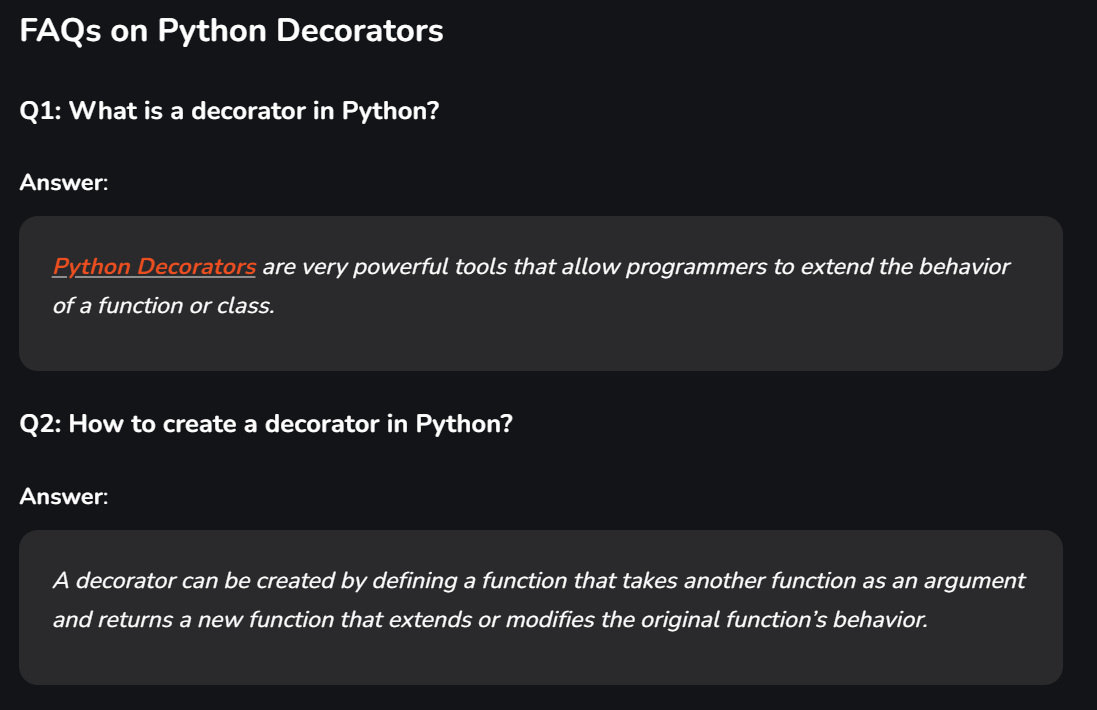 FAQs on Python Decorators
Q1: What is a decorator in Python?
Answer:
Python Decorators are very powerful tools that allow programmers to extend the behavior
of a function or class.
Q2: How to create a decorator in Python?
Answer:
A decorator can be created by defining a function that takes another function as an argument
and returns a new function that extends or modifies the original function’s behavior.